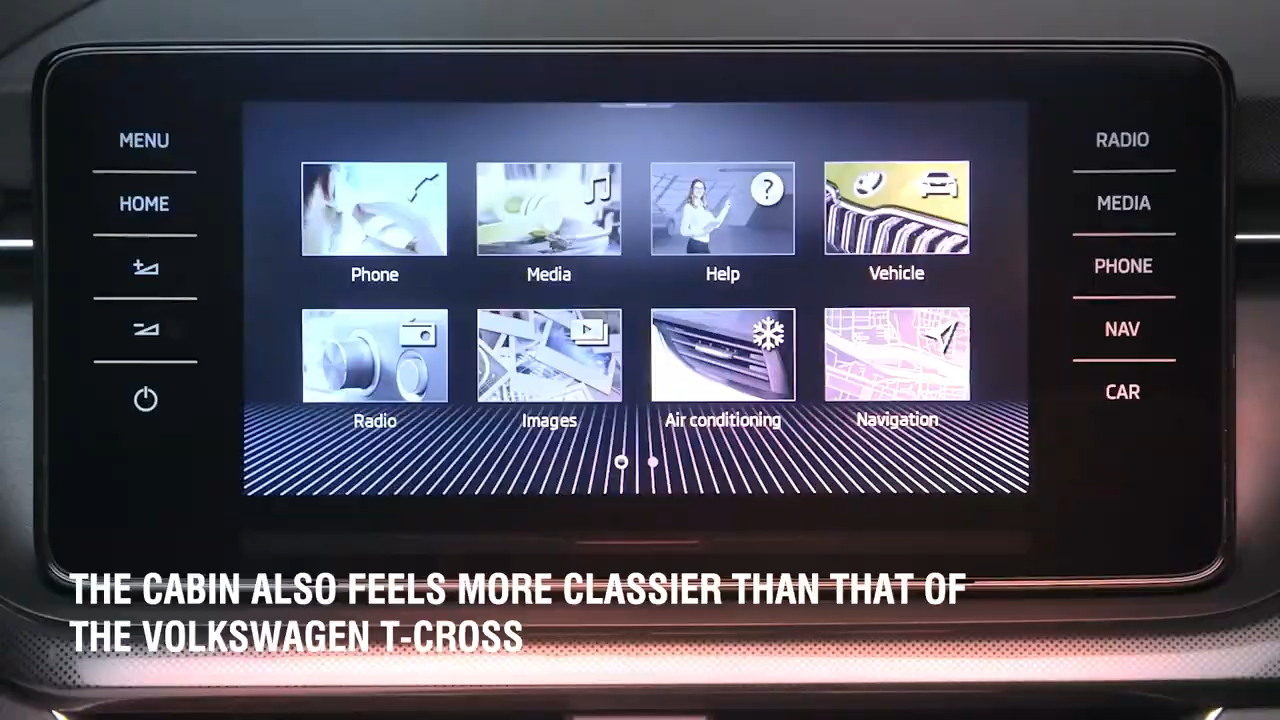 MENU
HOME
RADIO
MEDIA
PHONE
NAV
CAR
Phone
Media
Help
Vehicle
Radio
Images
Air conditioning
Navigation
THE CABIN ALSO FEELS MORE CLASSIER THAN THAT OF
THE VOLKSWAGEN T-CROSS